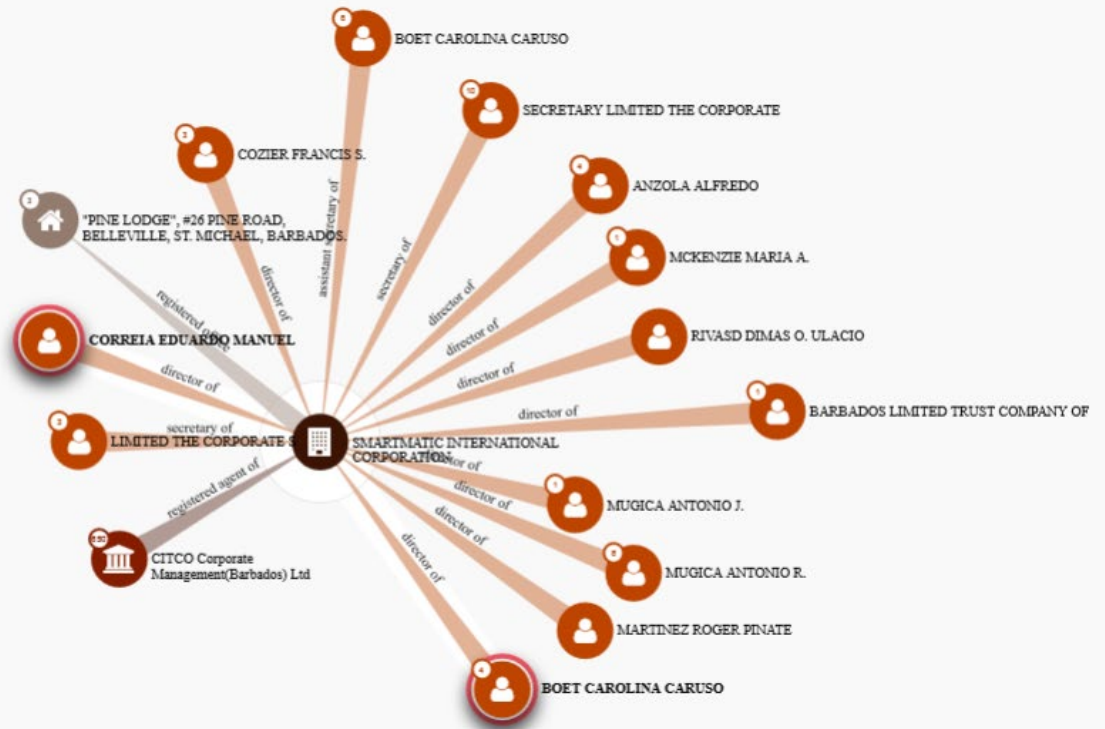 BOET CAROLINA CARUSO
SECRETARY LIMITED THE CORPORATE
COZIER FRANCIS S.
ANZOLA ALFREDO
"PINE LODGE", #26 PINE ROAD,
BELLEVILLE, ST. MICHAEL, BARBADOS.
MCKENZIE MARIA A.
assistant secretary of
secretary of
director of
director of
director of
registered office
CORREIA EDUARDO MANUEL
RIVASD DIMAS O. ULACIO
director of
director of
director of
BARBADOS LIMITED TRUST COMPANY OF
secretary of
LIMITED THE CORPORATE S
SMARTMATIC INTERNATIONAL
CORPORATION
director of
registered agent of
director of
director of
MUGICA ANTONIO J.
director of
CITCO Corporate
Management(Barbados) Ltd
MUGICA ANTONIO R.
MARTINEZ ROGER PINATE
BOET CAROLINA CARUSO